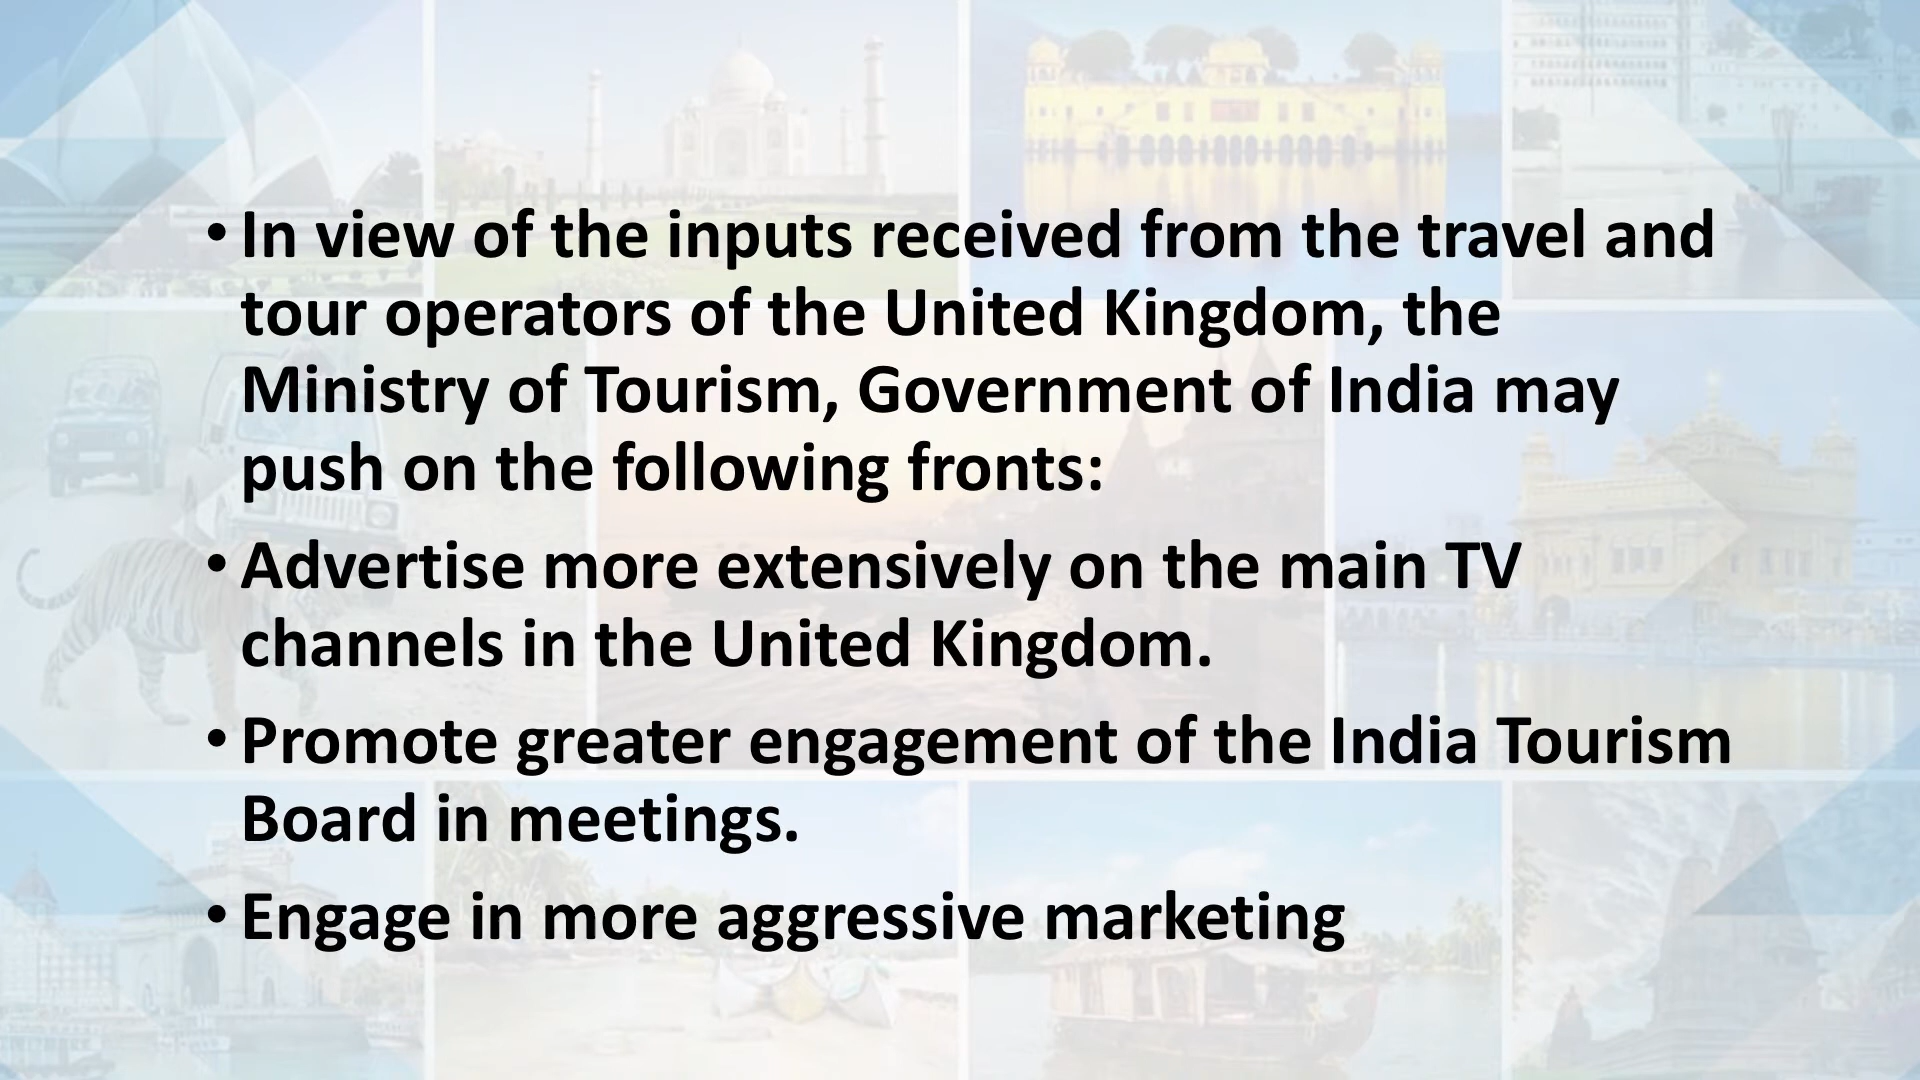 • In view of the inputs received from the travel and
tour operators of the United Kingdom, the
Ministry of Tourism, Government of India may
push on the following fronts:
• Advertise more extensively on the main TV
channels in the United Kingdom.
• Promote greater engagement of the India Tourism
Board in meetings.
• Engage in more aggressive marketing